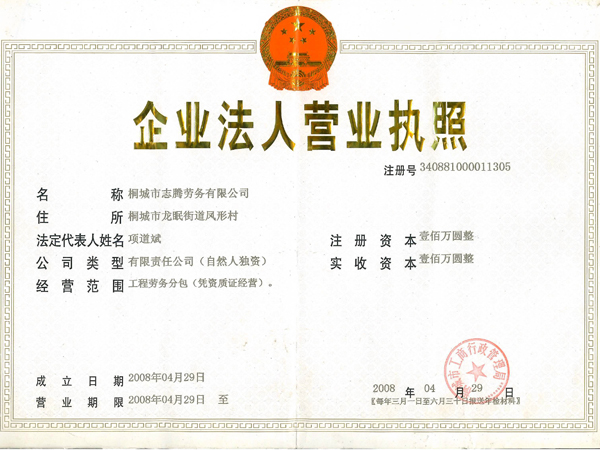 企业法人营业执照
注册号 340881000011305
名称 桐城市志腾劳务有限公司
住所 桐城市龙眠街道凤形村
法定代表人姓名 项道斌
注册资本 壹佰万圆整
公司类型 有限责任公司（自然人独资）
实收资本 壹佰万圆整
经营范围 工程劳务分包（凭资质证经营）。
成立日期 2008年04月29日
营业期限 2008年04月29日 至
桐城市工商行政管理局
2008 年 04 月 29 日
〖每年三月一日至六月三十日报送年检材料〗